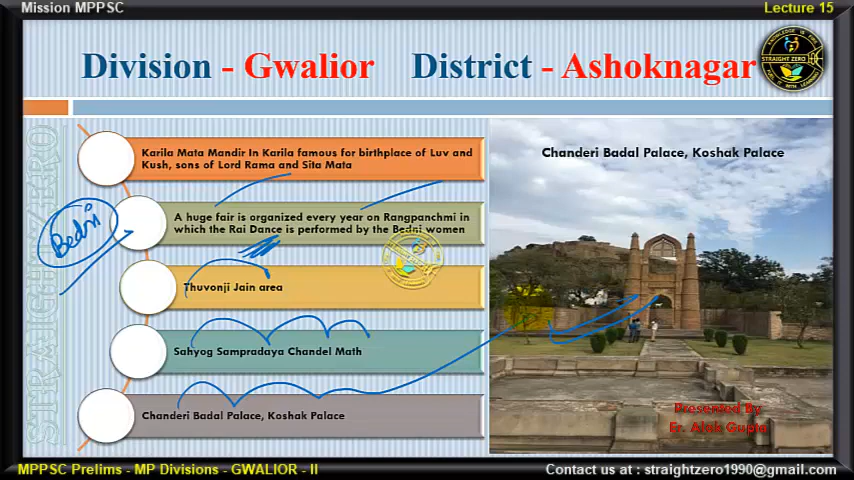 Mission MPPSC
Lecture 15
Division - Gwalior District - Ashoknagar
STRAIGHT ZERO
Karila Mata Mandir In Karila famous for birthplace of Luv and
Kush, sons of Lord Rama and Sita Mata
A huge fair is organized every year on Rangpanchmi in
which the Rai Dance is performed by the Bedni women
Bedni
Thuvonji Jain area
Sahyog Sampradaya Chandel Math
Chanderi Badal Palace, Koshak Palace
Chanderi Badal Palace, Koshak Palace
Presented By
Er. Alok Gupta
STRAIGHT ZERO
MPPSC Prelims - MP Divisions - GWALIOR - II
Contact us at : straightzero1990@gmail.com